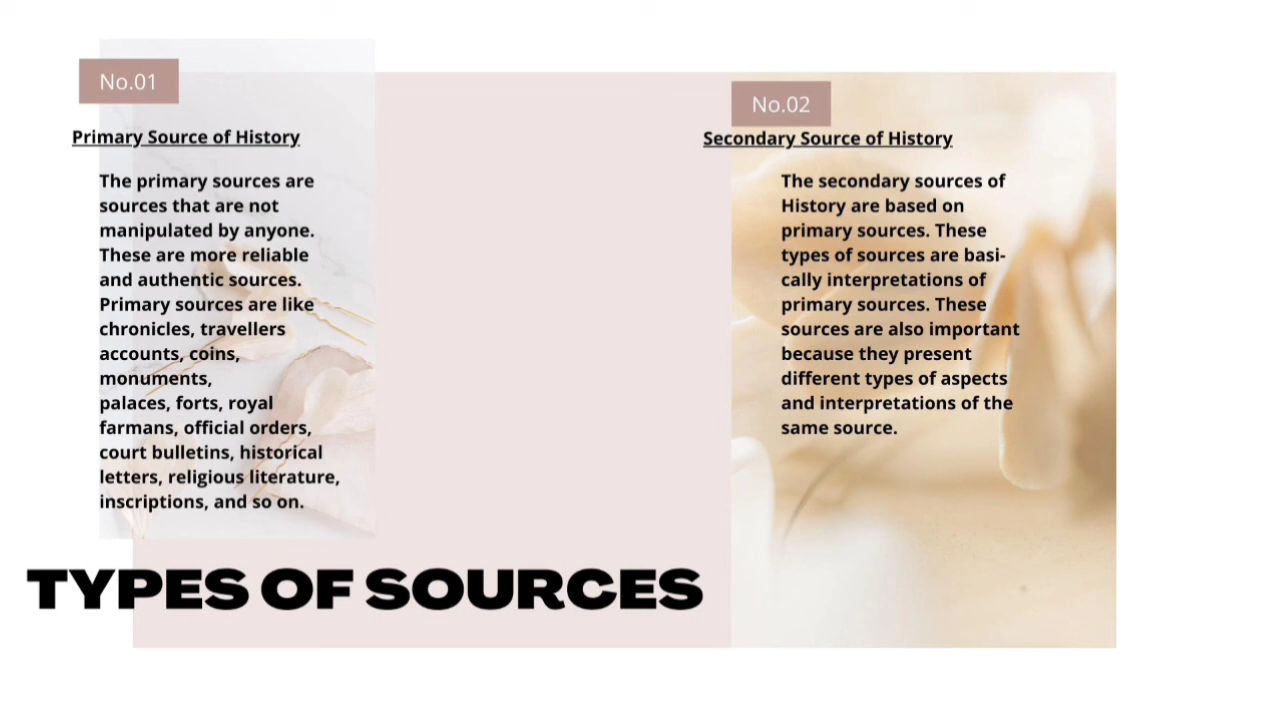 No.01
Primary Source of History
The primary sources are
sources that are not
manipulated by anyone.
These are more reliable
and authentic sources.
Primary sources are like
chronicles, travellers
accounts, coins,
monuments,
palaces, forts, royal
farmans, official orders,
court bulletins, historical
letters, religious literature,
inscriptions, and so on.
No.02
Secondary Source of History
The secondary sources of
History are based on
primary sources. These
types of sources are basi-
cally interpretations of
primary sources. These
sources are also important
because they present
different types of aspects
and interpretations of the
same source.
TYPES OF SOURCES